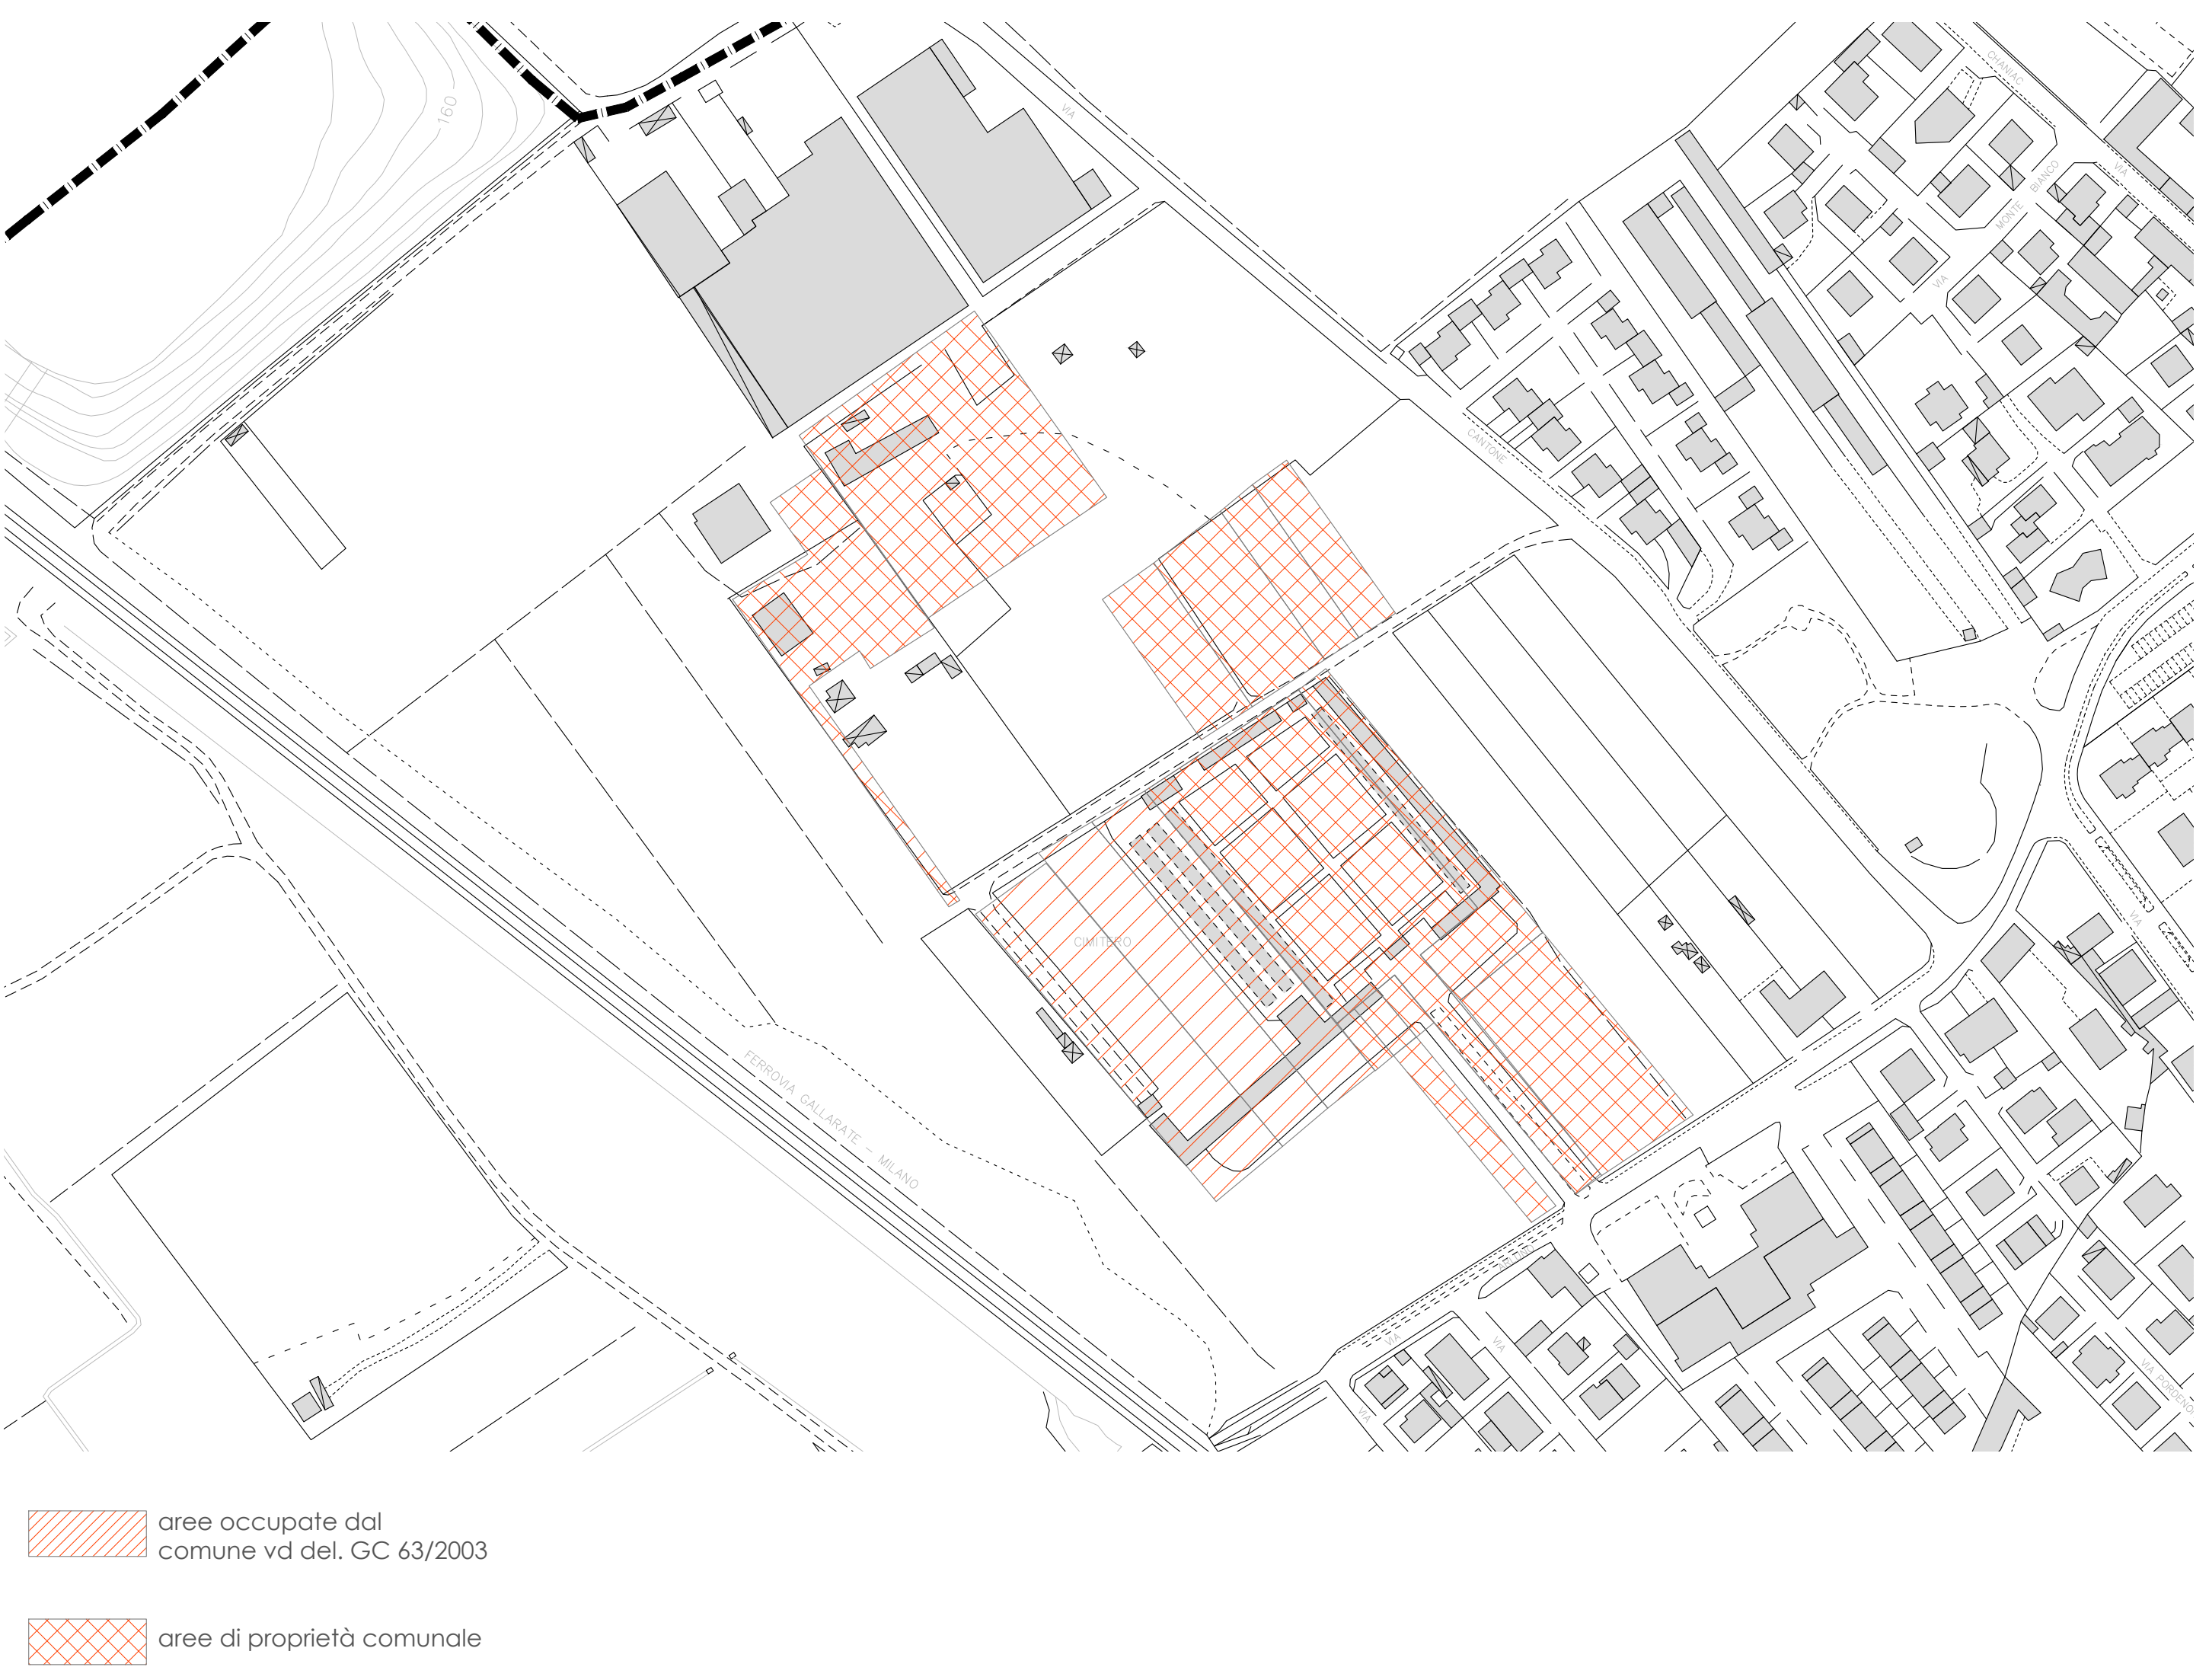 CHANIAC
160
VIA
VIA
BIANCO
MONTE
VIA
CANTONE
VIA
CIMITERO
FERROVIA GALLARATE - MILANO
VIA
VIA
VIA
VIA PORDENO
aree occupate dal
comune vd del. GC 63/2003
aree di proprietà comunale